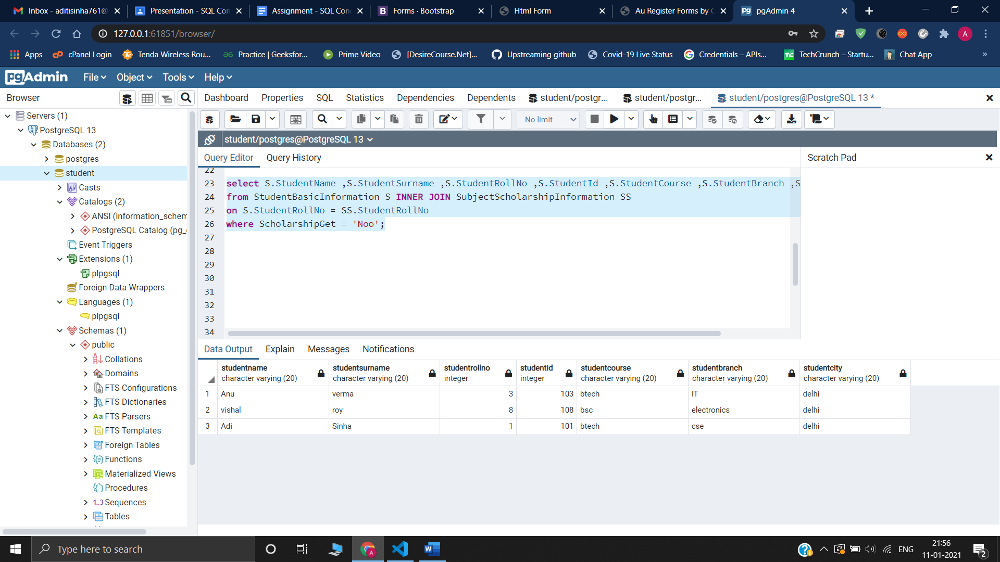 Inbox - aditisinha761@
Presentation - SQL Con
Assignment - SQL Conc
Forms · Bootstrap
Html Form
Au Register Forms by C
pgAdmin 4
127.0.0.1:61851/browser/
A
Apps
cPanel Login
Tenda Wireless Rou...
Practice | Geeksfor...
Prime Video
[DesireCourse.Net]...
Upstreaming github
Covid-19 Live Status
Credentials – APIs...
TechCrunch – Startu...
Chat App
»
pgAdmin
File
Object
Tools
Help
Browser
Dashboard
Properties
SQL
Statistics
Dependencies
Dependents
student/postgr...
student/postgr...
student/postgres@PostgreSQL 13 *
No limit
student/postgres@PostgreSQL 13
Query Editor
Query History
Scratch Pad
Servers (1)
PostgreSQL 13
Databases (2)
postgres
student
Casts
Catalogs (2)
ANSI (information_schem
PostgreSQL Catalog (pg_
Event Triggers
Extensions (1)
plpgsql
Foreign Data Wrappers
Languages (1)
plpgsql
Schemas (1)
public
Collations
Domains
FTS Configurations
FTS Dictionaries
Aa FTS Parsers
FTS Templates
Foreign Tables
Functions
Materialized Views
Procedures
1..3 Sequences
Tables
22
23 select S.StudentName ,S.StudentSurname ,S.StudentRollNo ,S.StudentId ,S.StudentCourse ,S.StudentBranch ,S
24 from StudentBasicInformation S INNER JOIN SubjectScholarshipInformation SS
25 on S.StudentRollNo = SS.StudentRollNo
26 where ScholarshipGet = 'Noo';
27
28
29
30
31
32
33
34
Data Output
Explain
Messages
Notifications
studentname studentsurname studentrollno studentid studentcourse studentbranch studentcity
character varying (20) character varying (20) integer integer character varying (20) character varying (20) character varying (20)
1 Anu verma 3 103 btech IT delhi
2 vishal roy 8 108 bsc electronics delhi
3 Adi Sinha 1 101 btech cse delhi
Type here to search
ENG
21:56
11-01-2021
2